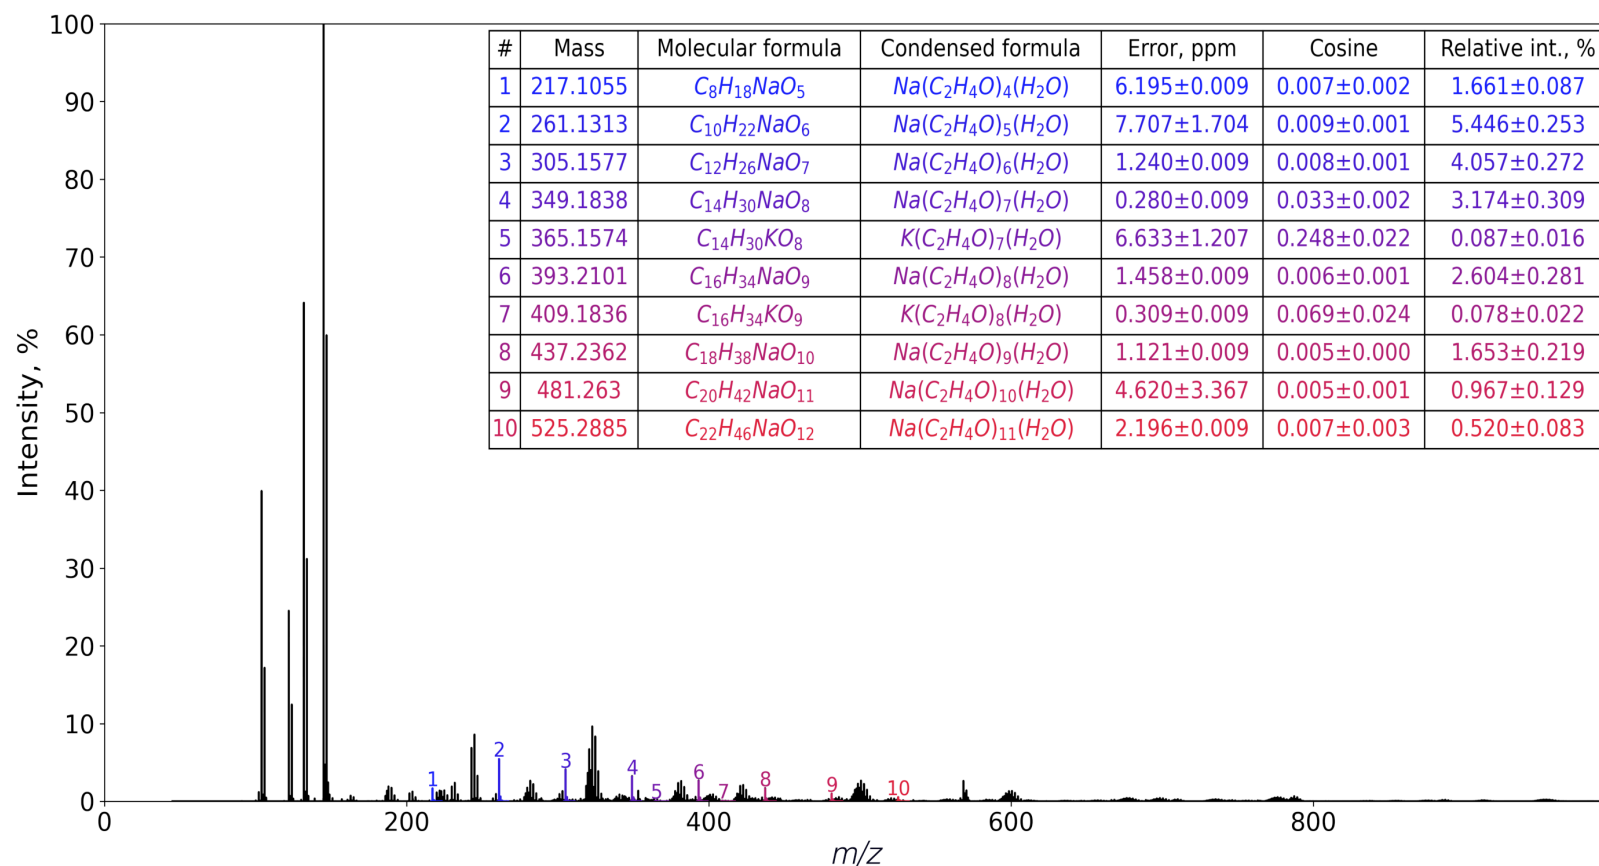 100
90
80
70
60
50
40
30
20
10
0
Intensity, %
# Mass Molecular formula Condensed formula Error, ppm Cosine Relative int., %
1 217.1055 C₈H₁₈NaO₅ Na(C₂H₄O)₄(H₂O) 6.195±0.009 0.007±0.002 1.661±0.087
2 261.1313 C₁₀H₂₂NaO₆ Na(C₂H₄O)₅(H₂O) 7.707±1.704 0.009±0.001 5.446±0.253
3 305.1577 C₁₂H₂₆NaO₇ Na(C₂H₄O)₆(H₂O) 1.240±0.009 0.008±0.001 4.057±0.272
4 349.1838 C₁₄H₃₀NaO₈ Na(C₂H₄O)₇(H₂O) 0.280±0.009 0.033±0.002 3.174±0.309
5 365.1574 C₁₄H₃₀KO₈ K(C₂H₄O)₇(H₂O) 6.633±1.207 0.248±0.022 0.087±0.016
6 393.2101 C₁₆H₃₄NaO₉ Na(C₂H₄O)₈(H₂O) 1.458±0.009 0.006±0.001 2.604±0.281
7 409.1836 C₁₆H₃₄KO₉ K(C₂H₄O)₈(H₂O) 0.309±0.009 0.069±0.024 0.078±0.022
8 437.2362 C₁₈H₃₈NaO₁₀ Na(C₂H₄O)₉(H₂O) 1.121±0.009 0.005±0.000 1.653±0.219
9 481.263 C₂₀H₄₂NaO₁₁ Na(C₂H₄O)₁₀(H₂O) 4.620±3.367 0.005±0.001 0.967±0.129
10 525.2885 C₂₂H₄₆NaO₁₂ Na(C₂H₄O)₁₁(H₂O) 2.196±0.009 0.007±0.003 0.520±0.083
1 2 3 4 5 6 7 8 9 10
0 200 400 600 800
m/z